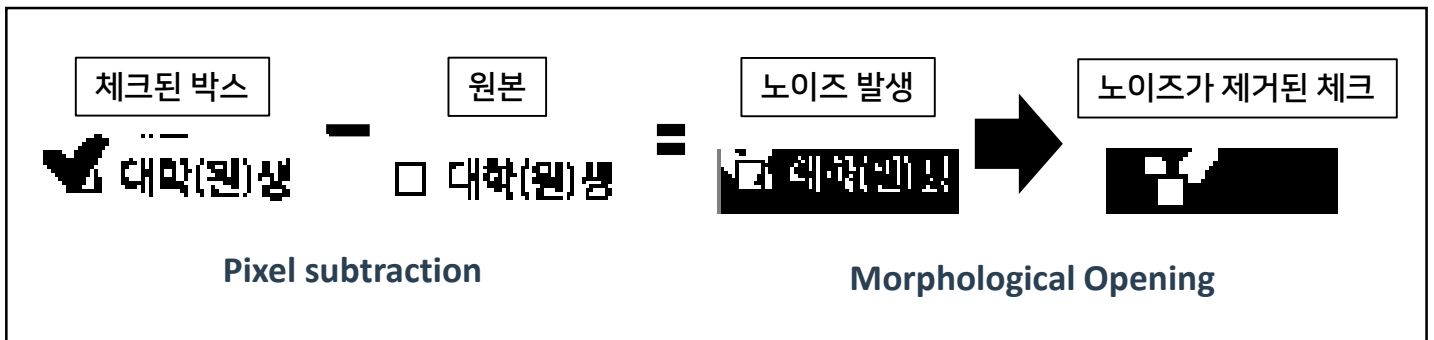 체크된 박스
원본
노이즈 발생
노이즈가 제거된 체크
대학(원)생
대학(원)생
Pixel subtraction
Morphological Opening